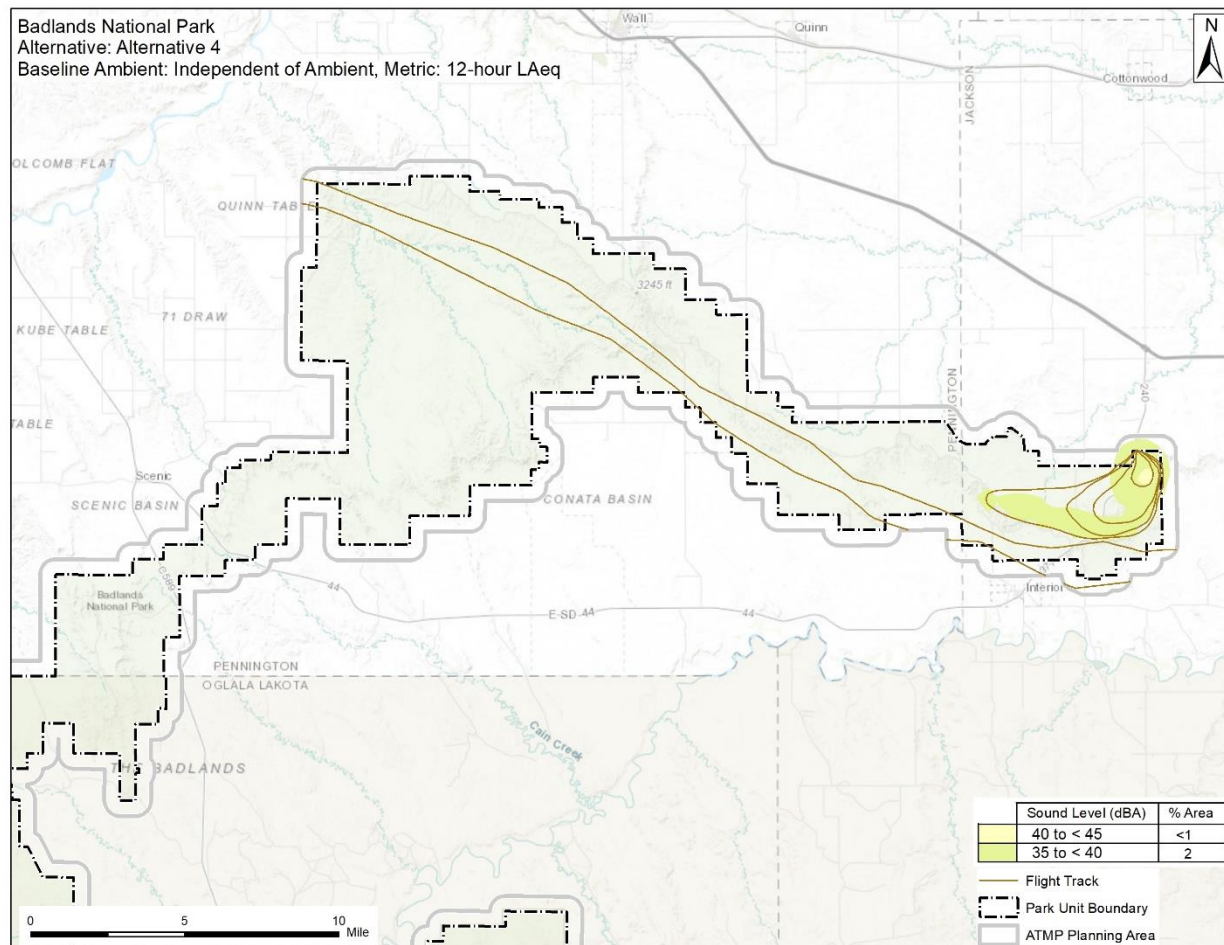 Badlands National Park
Alternative: Alternative 4
Baseline Ambient: Independent of Ambient, Metric: 12-hour LAeq
Wall
Quinn
N
JACKSON
Cottonwood
OLCOMB FLAT
QUINN TABLE
3245 ft
71 DRAW
KUBE TABLE
240
PENNINGTON
TABLE
Scenic
SCENIC BASIN
CONATA BASIN
Badlands
National Park
44
E-SD-44
44
Interior
PENNINGTON
OGLALA LAKOTA
Cain Creek
THE BADLANDS
Sound Level (dBA) % Area
40 to < 45 <1
35 to < 40 2
Flight Track
Park Unit Boundary
ATMP Planning Area
0 5 10
Mile